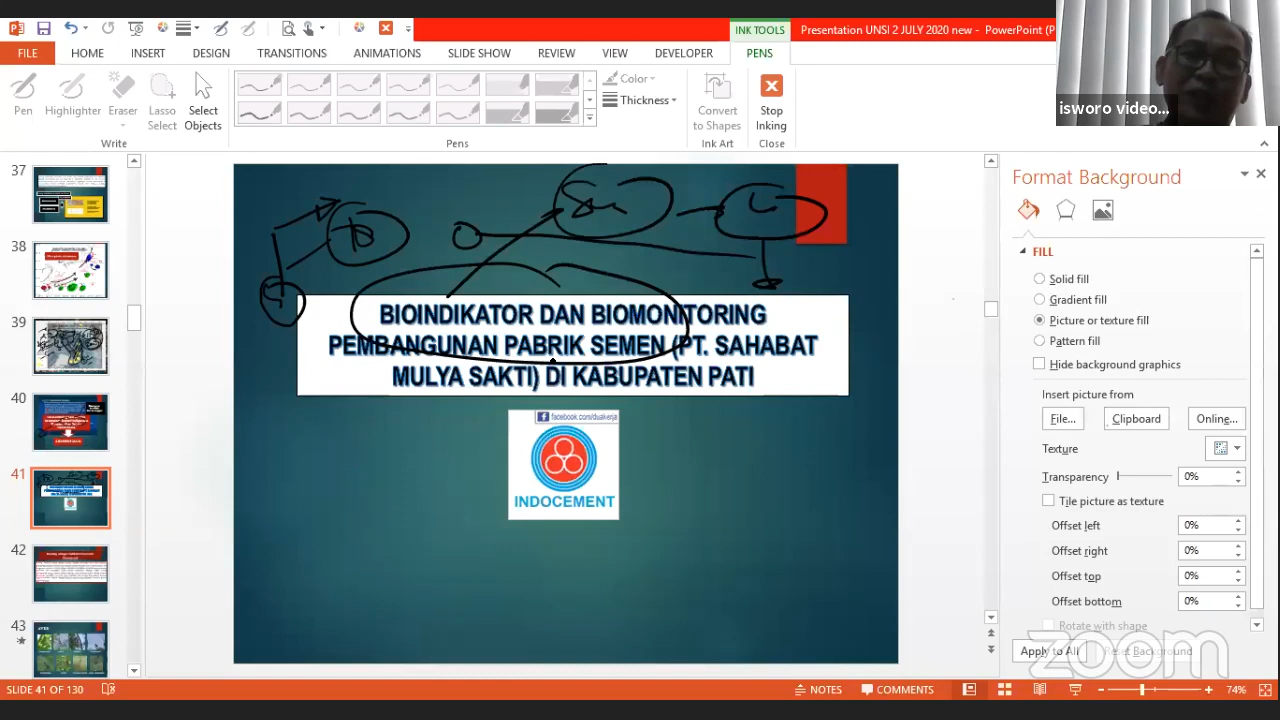 INK TOOLS
Presentation UNSI 2 JULY 2020 new - PowerPoint (P
FILE
HOME
INSERT
DESIGN
TRANSITIONS
ANIMATIONS
SLIDE SHOW
REVIEW
VIEW
DEVELOPER
PENS
isworo video...
Pen
Highlighter
Eraser
Lasso Select
Select Objects
Color
Thickness
Convert to Shapes
Stop Inking
Write
Pens
Ink Art
Close
37
38
39
40
41
42
43
BIOINDIKATOR DAN BIOMONITORING
PEMBANGUNAN PABRIK SEMEN (PT. SAHABAT
MULYA SAKTI) DI KABUPATEN PATI
facebook.com/duakerja
INDOCEMENT
Format Background
FILL
Solid fill
Gradient fill
Picture or texture fill
Pattern fill
Hide background graphics
Insert picture from
File...
Clipboard
Online...
Texture
Transparency
0%
Tile picture as texture
Offset left
0%
Offset right
0%
Offset top
0%
Offset bottom
0%
Rotate with shape
Apply to All
Reset Background
zoom
SLIDE 41 OF 130
NOTES
COMMENTS
74%